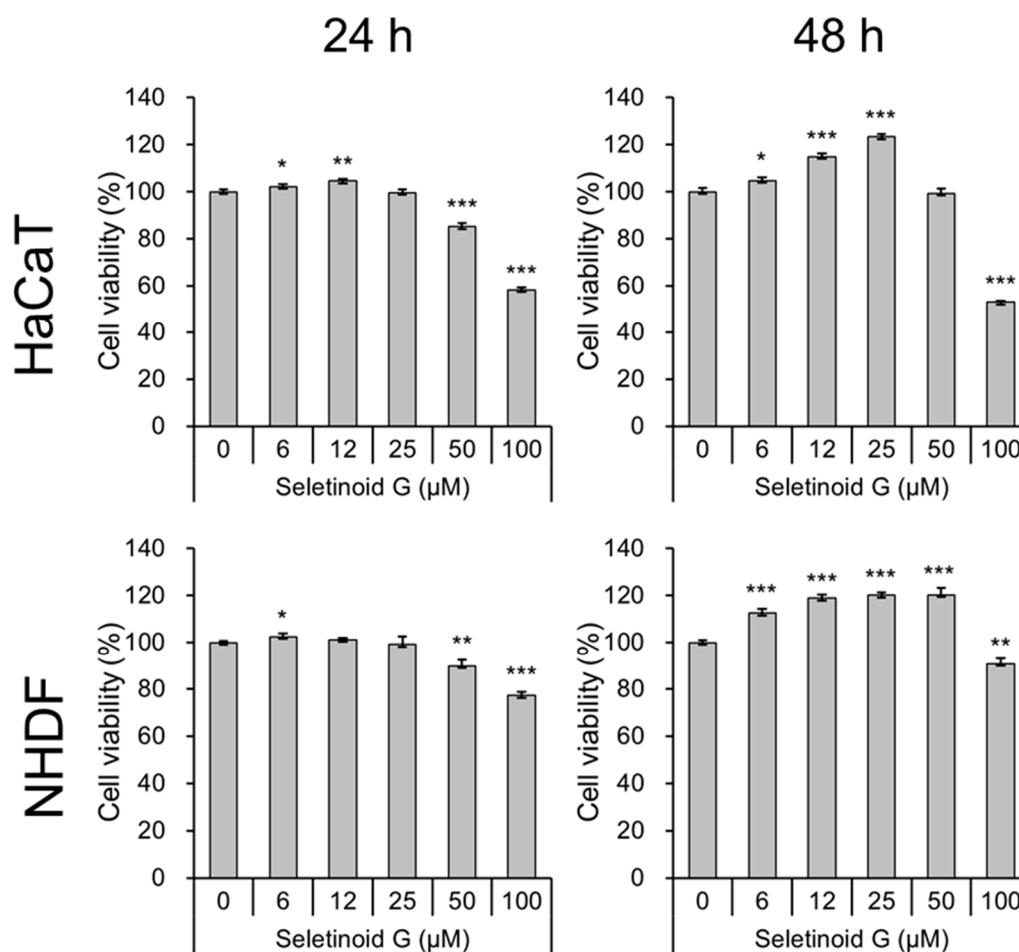 24 h
48 h
HaCaT
Cell viability (%)
140
120
100
80
60
40
20
0
* ** *** ***
0 6 12 25 50 100
Seletinoid G (µM)
Cell viability (%)
140
120
100
80
60
40
20
0
* *** *** ***
0 6 12 25 50 100
Seletinoid G (µM)
NHDF
Cell viability (%)
140
120
100
80
60
40
20
0
* ** ***
0 6 12 25 50 100
Seletinoid G (µM)
Cell viability (%)
140
120
100
80
60
40
20
0
*** *** *** *** **
0 6 12 25 50 100
Seletinoid G (µM)